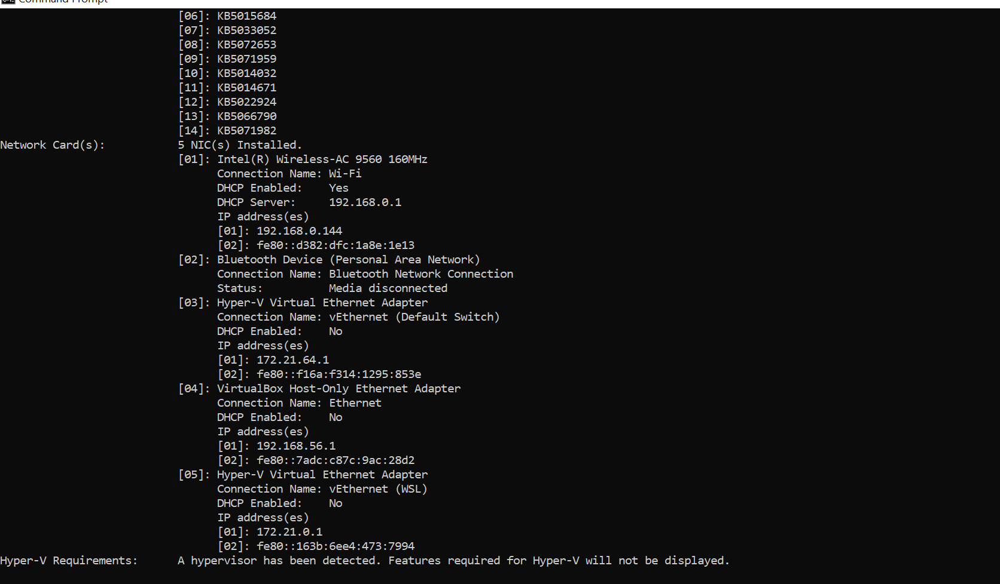 Command Prompt
[06]: KB5015684
[07]: KB5033052
[08]: KB5072653
[09]: KB5071959
[10]: KB5014032
[11]: KB5014671
[12]: KB5022924
[13]: KB5066790
[14]: KB5071982
Network Card(s): 5 NIC(s) Installed.
[01]: Intel(R) Wireless-AC 9560 160MHz
Connection Name: Wi-Fi
DHCP Enabled: Yes
DHCP Server: 192.168.0.1
IP address(es)
[01]: 192.168.0.144
[02]: fe80::d382:dfc:1a8e:1e13
[02]: Bluetooth Device (Personal Area Network)
Connection Name: Bluetooth Network Connection
Status: Media disconnected
[03]: Hyper-V Virtual Ethernet Adapter
Connection Name: vEthernet (Default Switch)
DHCP Enabled: No
IP address(es)
[01]: 172.21.64.1
[02]: fe80::f16a:f314:1295:853e
[04]: VirtualBox Host-Only Ethernet Adapter
Connection Name: Ethernet
DHCP Enabled: No
IP address(es)
[01]: 192.168.56.1
[02]: fe80::7adc:c87c:9ac:28d2
[05]: Hyper-V Virtual Ethernet Adapter
Connection Name: vEthernet (WSL)
DHCP Enabled: No
IP address(es)
[01]: 172.21.0.1
[02]: fe80::163b:6ee4:473:7994
Hyper-V Requirements: A hypervisor has been detected. Features required for Hyper-V will not be displayed.